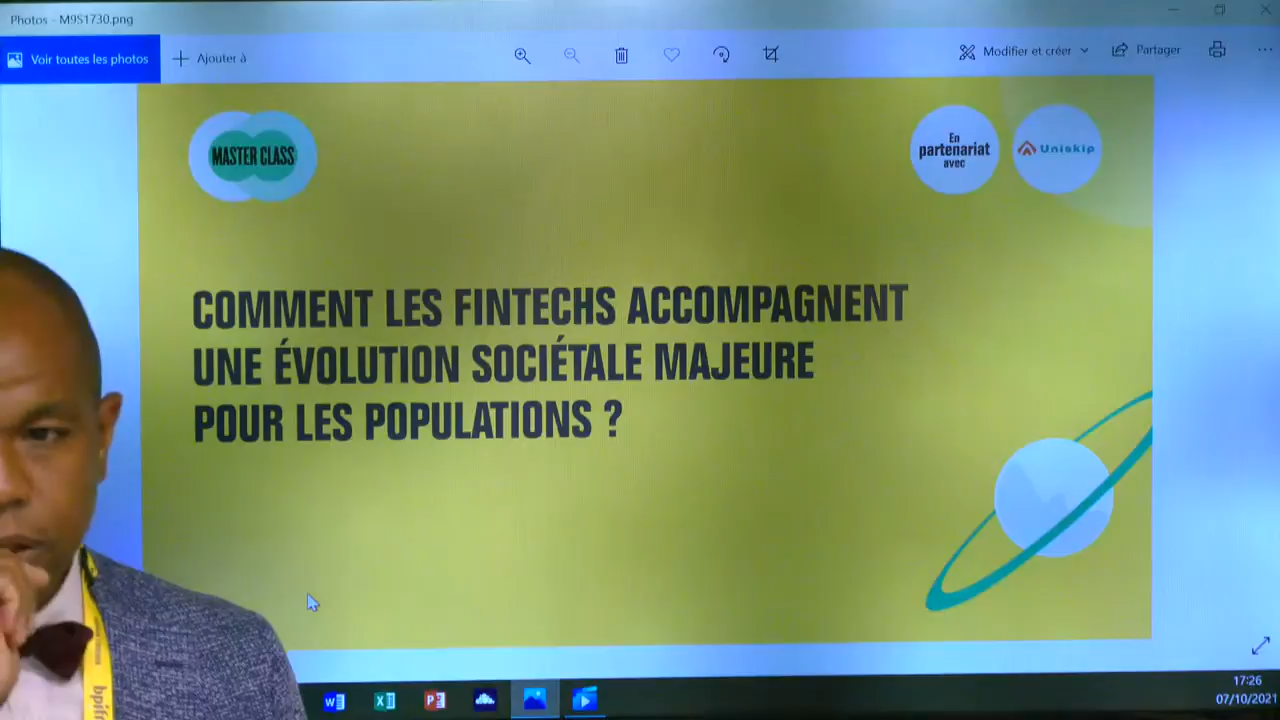 Photos - M9S1730.png
Voir toutes les photos
Ajouter à
Modifier et créer
Partager
MASTER CLASS
En
partenariat
avec
Uniskip
COMMENT LES FINTECHS ACCOMPAGNENT
UNE ÉVOLUTION SOCIÉTALE MAJEURE
POUR LES POPULATIONS ?
bpifr
17:26
07/10/2021